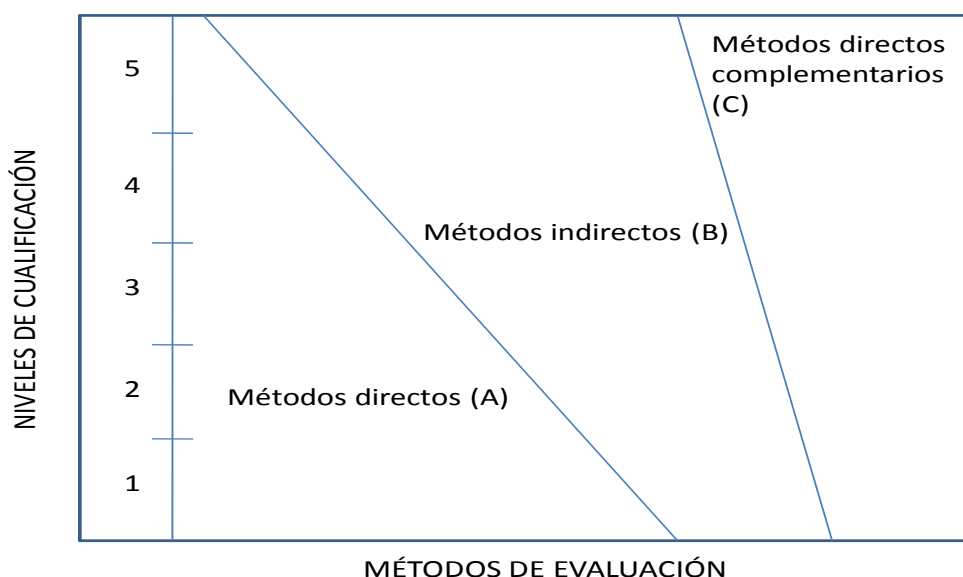 Métodos directos
complementarios
(C)
5
4
Métodos indirectos (B)
3
2
Métodos directos (A)
1
NIVELES DE CUALIFICACIÓN
MÉTODOS DE EVALUACIÓN